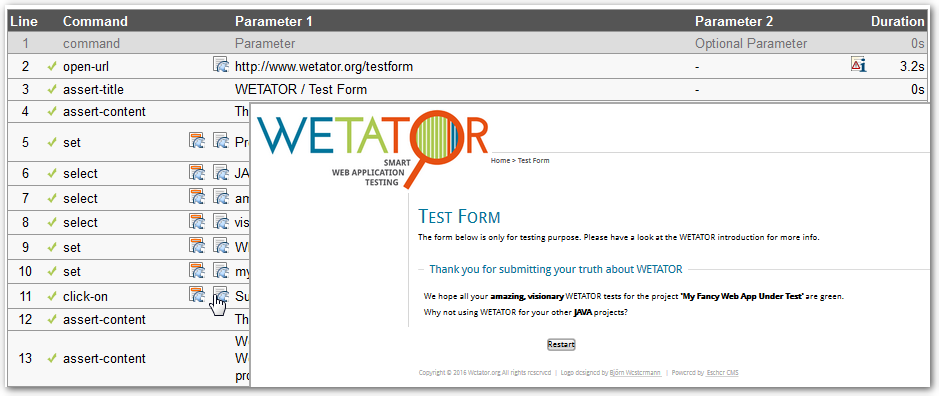 Line Command Parameter 1 Parameter 2 Duration
1 command Parameter Optional Parameter 0s
2 open-url http://www.wetator.org/testform - 3.2s
3 assert-title WETATOR / Test Form - 0s
4 assert-content Th
5 set Pr
6 select JA
7 select am
8 select vis
9 set W
10 set my
11 click-on Su
12 assert-content Th
13 assert-content We
W
pro
WETATOR
SMART
WEB APPLICATION
TESTING
Home > Test Form
TEST FORM
The form below is only for testing purpose. Please have a look at the WETATOR introduction for more info.
Thank you for submitting your truth about WETATOR
We hope all your amazing, visionary WETATOR tests for the project 'My Fancy Web App Under Test' are green.
Why not using WETATOR for your other JAVA projects?
Restart
Copyright © 2016 Wetator.org All rights reserved | Logo designed by Björn Westermann | Powered by Escher CMS